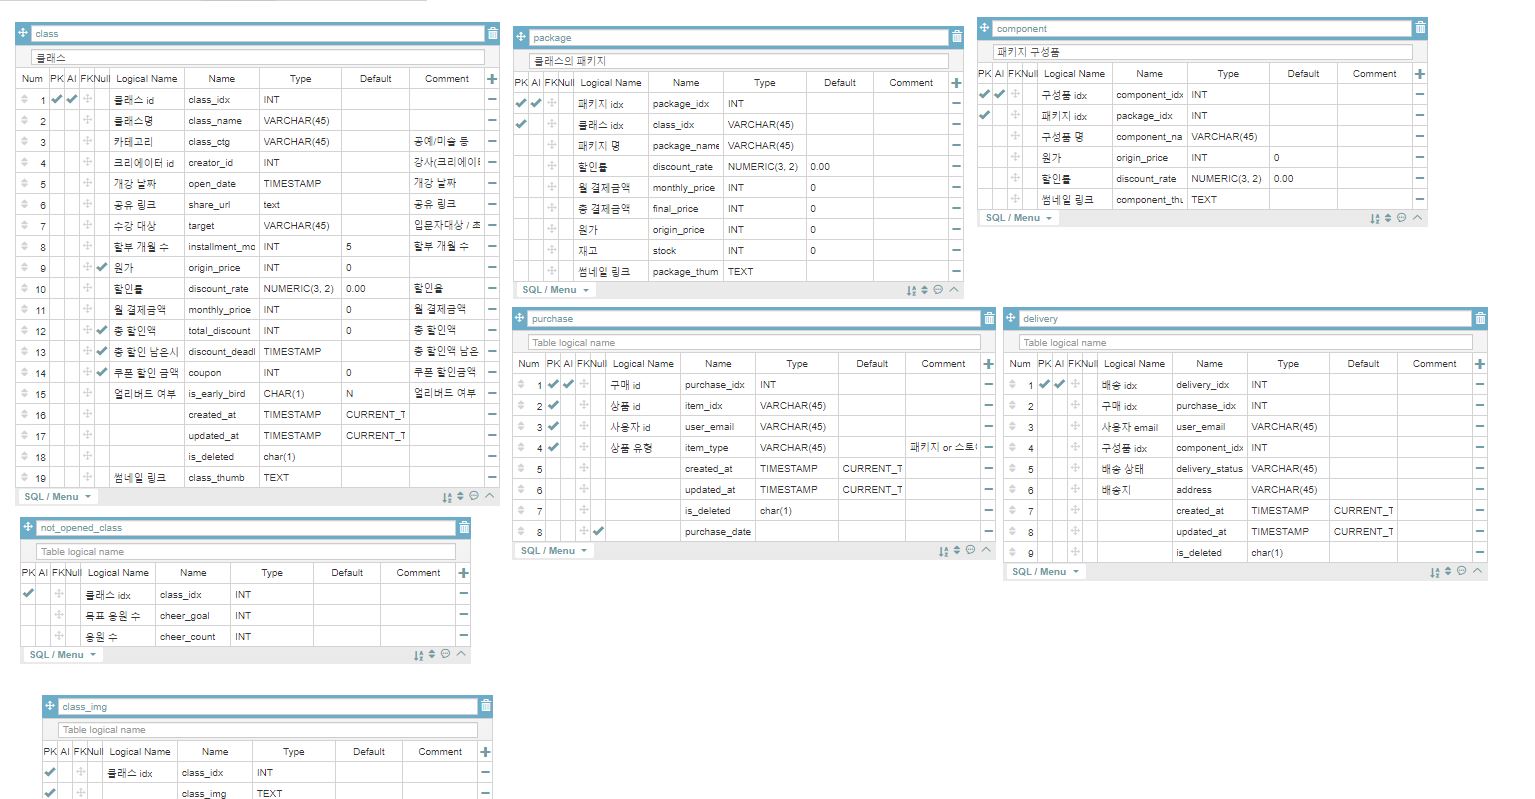 class
클래스
Num PK AI FK Null Logical Name Name Type Default Comment
1 클래스 id class_idx INT
2 클래스명 class_name VARCHAR(45)
3 카테고리 class_ctg VARCHAR(45) 공예/미술 등
4 크리에이터 id creator_id INT 강사(크리에이터
5 개강 날짜 open_date TIMESTAMP 개강 날짜
6 공유 링크 share_url text 공유 링크
7 수강 대상 target VARCHAR(45) 입문자대상 / 초
8 할부 개월 수 installment_mo INT 5 할부 개월 수
9 원가 origin_price INT 0
10 할인률 discount_rate NUMERIC(3, 2) 0.00 할인율
11 월 결제금액 monthly_price INT 0 월 결제금액
12 총 할인액 total_discount INT 0 총 할인액
13 총 할인 남은시 discount_deadl TIMESTAMP 총 할인액 남은
14 쿠폰 할인 금액 coupon INT 0 쿠폰 할인금액
15 얼리버드 여부 is_early_bird CHAR(1) N 얼리버드 여부
16 created_at TIMESTAMP CURRENT_T
17 updated_at TIMESTAMP CURRENT_T
18 is_deleted char(1)
19 썸네일 링크 class_thumb TEXT
SQL / Menu
package
클래스의 패키지
PK AI FK Null Logical Name Name Type Default Comment
패키지 idx package_idx INT
클래스 idx class_idx VARCHAR(45)
패키지 명 package_name VARCHAR(45)
할인률 discount_rate NUMERIC(3, 2) 0.00
월 결제금액 monthly_price INT 0
총 결제금액 final_price INT 0
원가 origin_price INT 0
재고 stock INT 0
썸네일 링크 package_thum TEXT
SQL / Menu
component
패키지 구성품
PK AI FK Null Logical Name Name Type Default Comment
구성품 idx component_idx INT
패키지 idx package_idx INT
구성품 명 component_na VARCHAR(45)
원가 origin_price INT 0
할인률 discount_rate NUMERIC(3, 2) 0.00
썸네일 링크 component_thu TEXT
SQL / Menu
purchase
Table logical name
Num PK AI FK Null Logical Name Name Type Default Comment
1 구매 id purchase_idx INT
2 상품 id item_idx VARCHAR(45)
3 사용자 id user_email VARCHAR(45)
4 상품 유형 item_type VARCHAR(45) 패키지 or 스토어
5 created_at TIMESTAMP CURRENT_T
6 updated_at TIMESTAMP CURRENT_T
7 is_deleted char(1)
8 purchase_date
SQL / Menu
delivery
Table logical name
Num PK AI FK Null Logical Name Name Type Default Comment
1 배송 idx delivery_idx INT
2 구매 idx purchase_idx INT
3 사용자 email user_email VARCHAR(45)
4 구성품 idx component_idx INT
5 배송 상태 delivery_status VARCHAR(45)
6 배송지 address VARCHAR(45)
7 created_at TIMESTAMP CURRENT_T
8 updated_at TIMESTAMP CURRENT_T
9 is_deleted char(1)
SQL / Menu
not_opened_class
Table logical name
PK AI FK Null Logical Name Name Type Default Comment
클래스 idx class_idx INT
목표 응원 수 cheer_goal INT
응원 수 cheer_count INT
SQL / Menu
class_img
Table logical name
PK AI FK Null Logical Name Name Type Default Comment
클래스 idx class_idx INT
class_img TEXT